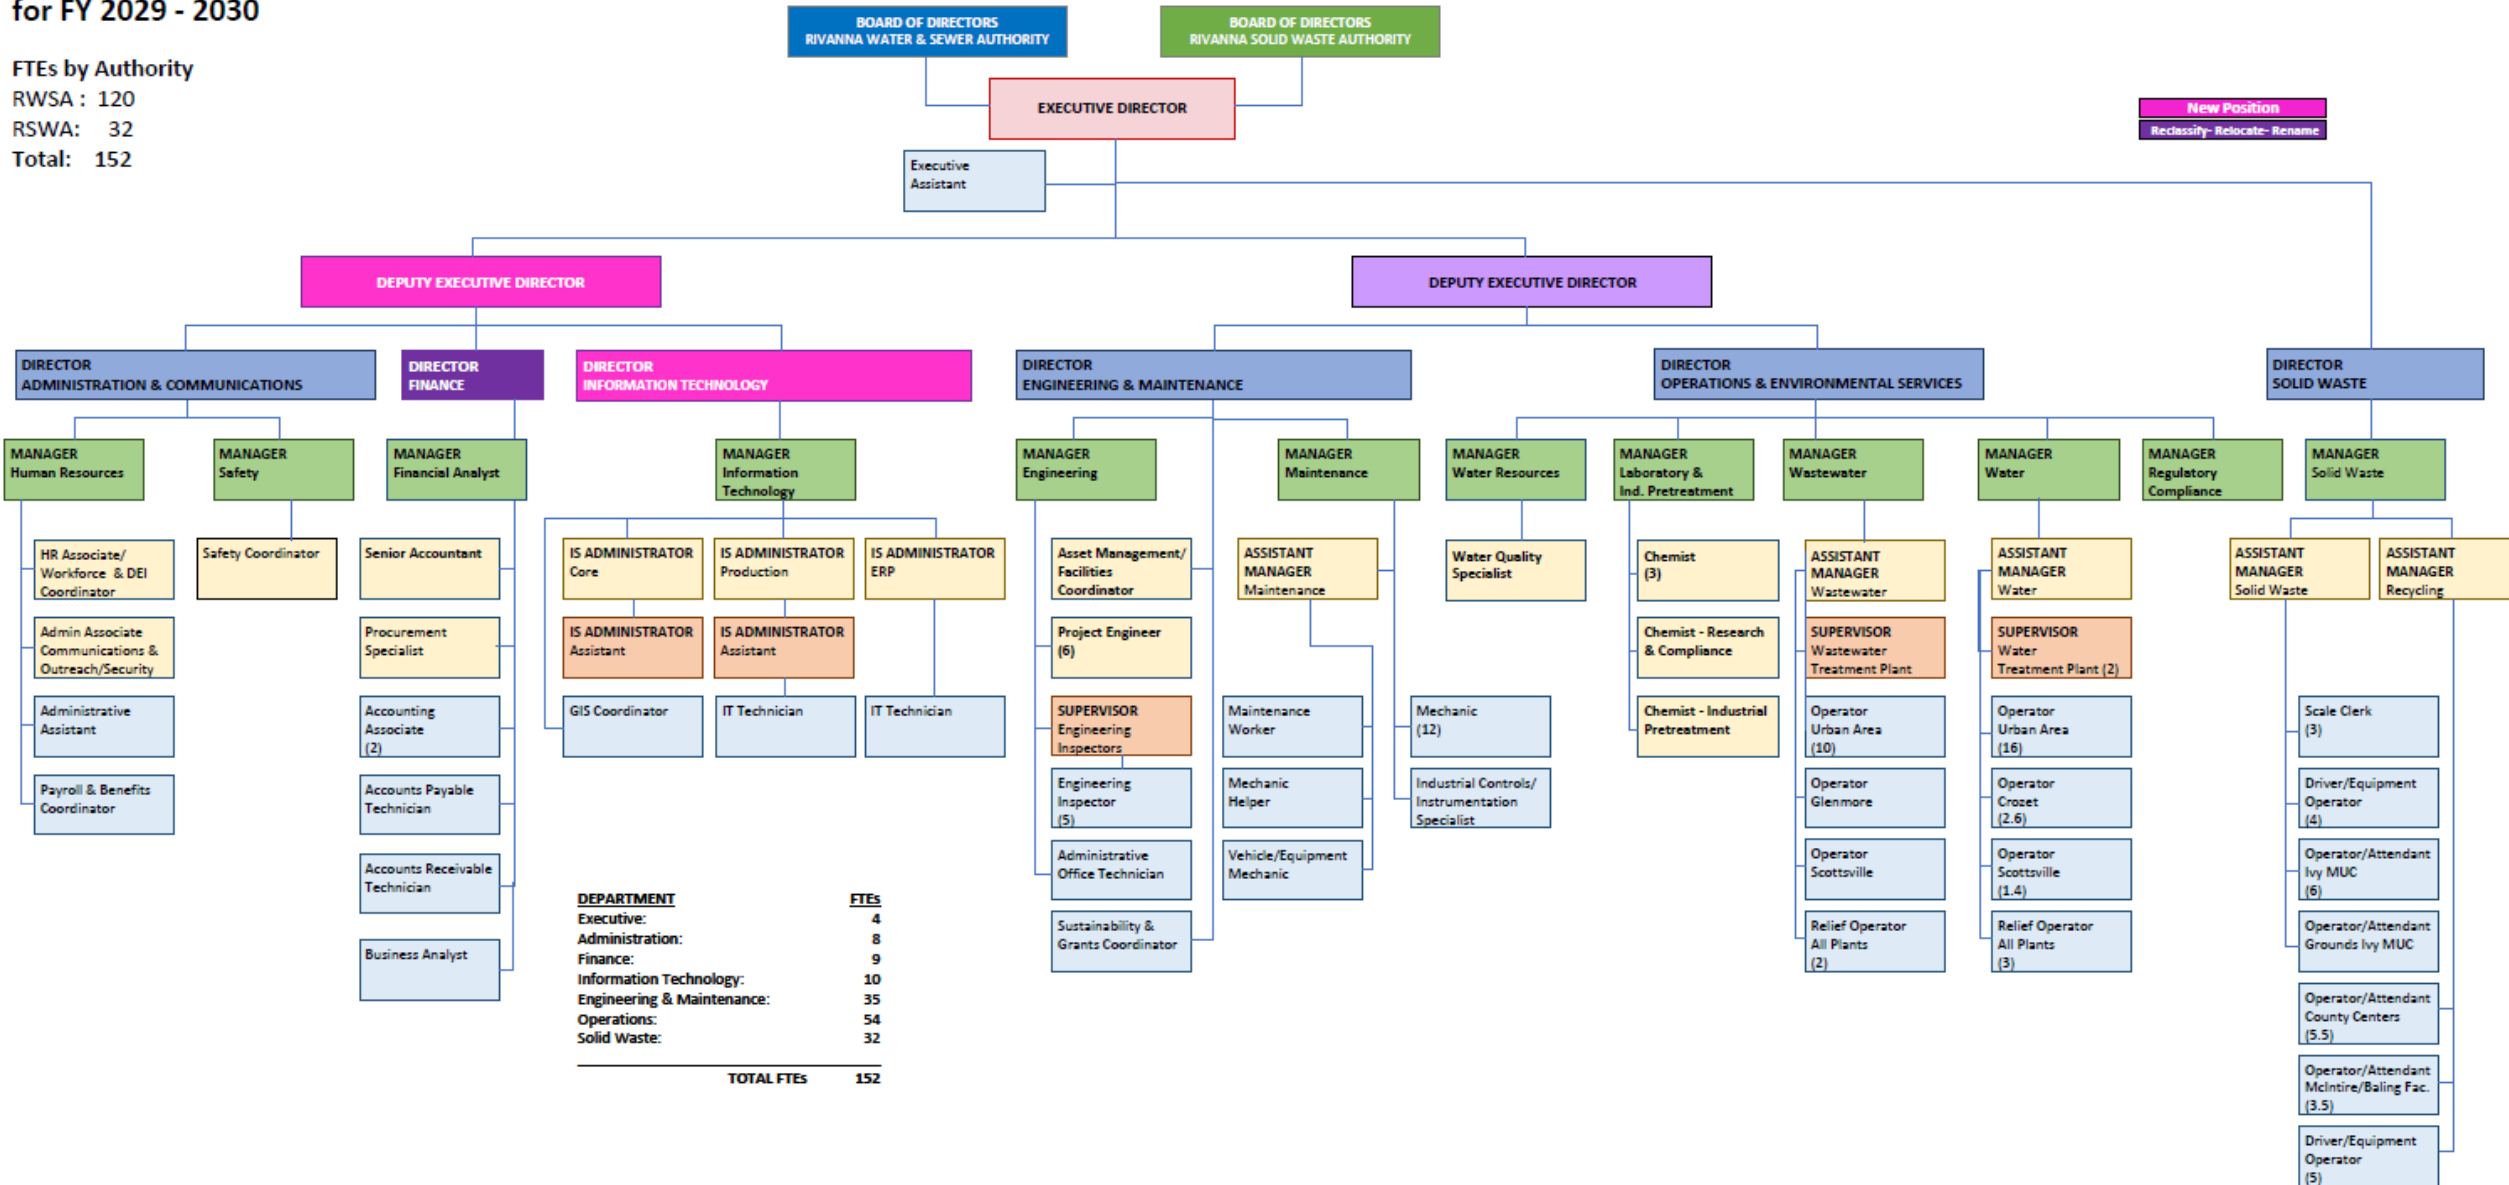 for FY 2029 - 2030
FTEs by Authority
RWSA : 120
RSWA: 32
Total: 152
BOARD OF DIRECTORS
RIVANNA WATER & SEWER AUTHORITY
BOARD OF DIRECTORS
RIVANNA SOLID WASTE AUTHORITY
EXECUTIVE DIRECTOR
New Position
Reclassify- Relocate- Rename
Executive
Assistant
DEPUTY EXECUTIVE DIRECTOR
DEPUTY EXECUTIVE DIRECTOR
DIRECTOR
ADMINISTRATION & COMMUNICATIONS
DIRECTOR
FINANCE
DIRECTOR
INFORMATION TECHNOLOGY
DIRECTOR
ENGINEERING & MAINTENANCE
DIRECTOR
OPERATIONS & ENVIRONMENTAL SERVICES
DIRECTOR
SOLID WASTE
MANAGER
Human Resources
MANAGER
Safety
MANAGER
Financial Analyst
MANAGER
Information
Technology
MANAGER
Engineering
MANAGER
Maintenance
MANAGER
Water Resources
MANAGER
Laboratory &
Ind. Pretreatment
MANAGER
Wastewater
MANAGER
Water
MANAGER
Regulatory
Compliance
MANAGER
Solid Waste
HR Associate/
Workforce & DEI
Coordinator
Safety Coordinator
Senior Accountant
IS ADMINISTRATOR
Core
IS ADMINISTRATOR
Production
IS ADMINISTRATOR
ERP
Asset Management/
Facilities
Coordinator
ASSISTANT
MANAGER
Maintenance
Water Quality
Specialist
Chemist
(3)
ASSISTANT
MANAGER
Wastewater
ASSISTANT
MANAGER
Water
ASSISTANT
MANAGER
Solid Waste
ASSISTANT
MANAGER
Recycling
Admin Associate
Communications &
Outreach/Security
Procurement
Specialist
IS ADMINISTRATOR
Assistant
IS ADMINISTRATOR
Assistant
Project Engineer
(6)
Chemist - Research
& Compliance
SUPERVISOR
Wastewater
Treatment Plant
SUPERVISOR
Water
Treatment Plant (2)
Administrative
Assistant
Accounting
Associate
(2)
GIS Coordinator
IT Technician
IT Technician
SUPERVISOR
Engineering
Inspectors
Maintenance
Worker
Mechanic
(12)
Chemist - Industrial
Pretreatment
Operator
Urban Area
(10)
Operator
Urban Area
(16)
Scale Clerk
(3)
Payroll & Benefits
Coordinator
Accounts Payable
Technician
Engineering
Inspector
(5)
Mechanic
Helper
Industrial Controls/
Instrumentation
Specialist
Operator
Glenmore
Operator
Crozet
(2.6)
Driver/Equipment
Operator
(4)
Accounts Receivable
Technician
Administrative
Office Technician
Vehicle/Equipment
Mechanic
Operator
Scottsville
Operator
Scottsville
(1.4)
Operator/Attendant
Ivy MUC
(6)
Business Analyst
Sustainability &
Grants Coordinator
Relief Operator
All Plants
(2)
Relief Operator
All Plants
(3)
Operator/Attendant
Grounds Ivy MUC
Operator/Attendant
County Centers
(5.5)
Operator/Attendant
McIntire/Baling Fac.
(3.5)
Driver/Equipment
Operator
(5)
DEPARTMENT FTEs
Executive: 4
Administration: 8
Finance: 9
Information Technology: 10
Engineering & Maintenance: 35
Operations: 54
Solid Waste: 32
TOTAL FTEs 152